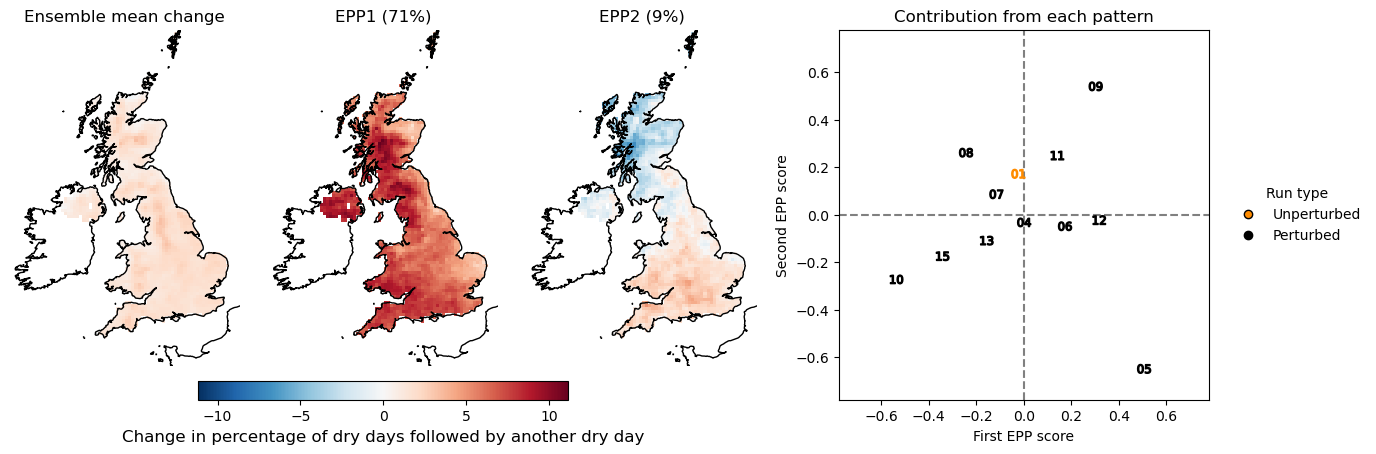 Ensemble mean change
EPP1 (71%)
EPP2 (9%)
Contribution from each pattern
−10 −5 0 5 10
Change in percentage of dry days followed by another dry day
Second EPP score
0.6
0.4
0.2
0.0
−0.2
−0.4
−0.6
09
08
11
01
07
04
06
12
13
15
10
05
−0.6 −0.4 −0.2 0.0 0.2 0.4 0.6
First EPP score
Run type
Unperturbed
Perturbed